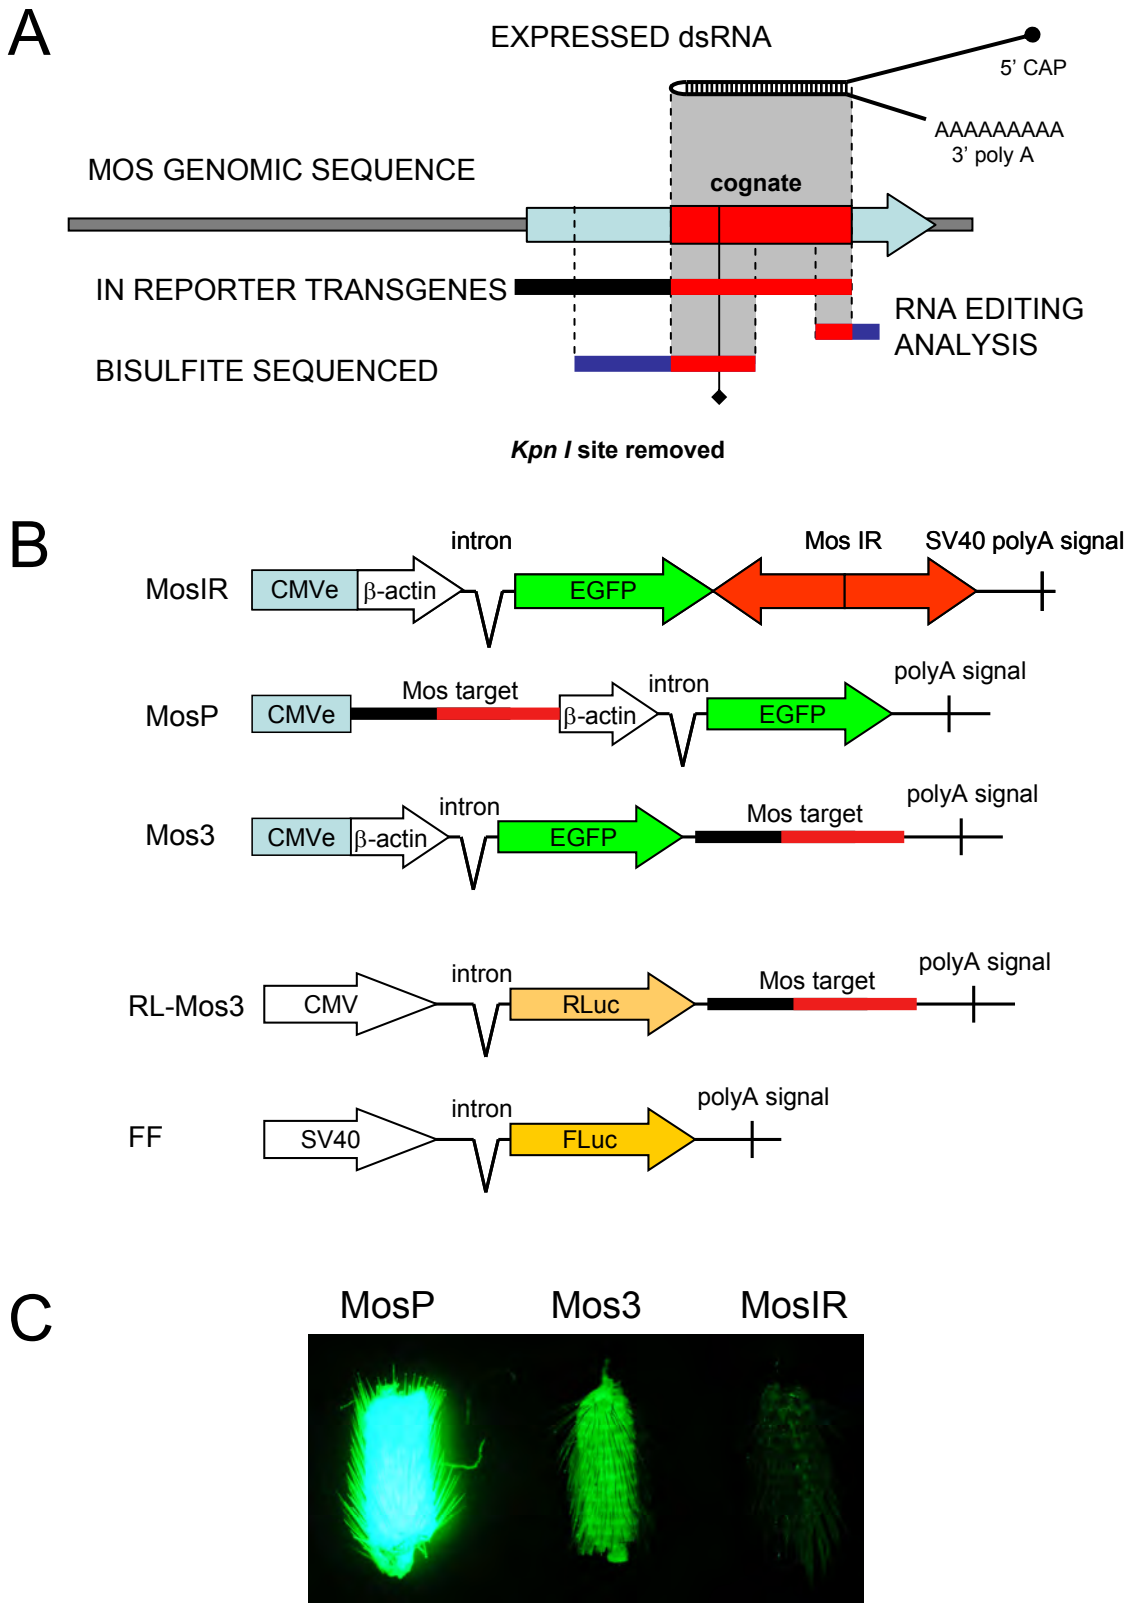 A
EXPRESSED dsRNA
5’ CAP
AAAAAAAAA
3’ poly A
MOS GENOMIC SEQUENCE
cognate
IN REPORTER TRANSGENES
RNA EDITING
ANALYSIS
BISULFITE SEQUENCED
Kpn I site removed
B
intron
Mos IR
SV40 polyA signal
MosIR
CMVe
β-actin
EGFP
polyA signal
Mos target
intron
MosP
CMVe
β-actin
EGFP
polyA signal
intron
Mos target
Mos3
CMVe
β-actin
EGFP
polyA signal
intron
Mos target
RL-Mos3
CMV
RLuc
polyA signal
intron
FF
SV40
FLuc
C
MosP
Mos3
MosIR